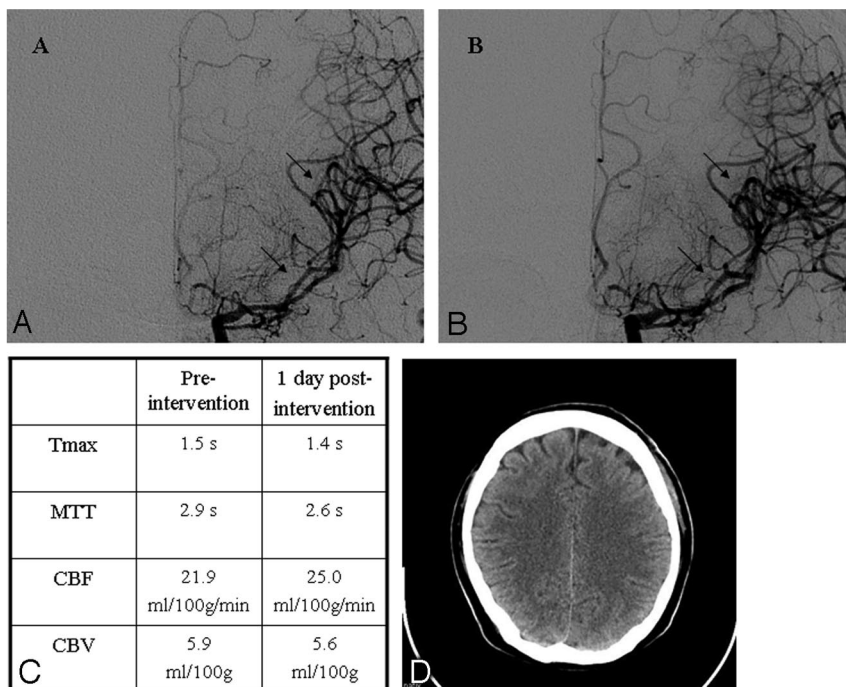 A
B
A
B
Pre-
intervention
1 day post-
intervention
Tmax
1.5 s
1.4 s
MTT
2.9 s
2.6 s
CBF
21.9
ml/100g/min
25.0
ml/100g/min
CBV
5.9
ml/100g
5.6
ml/100g
C
D